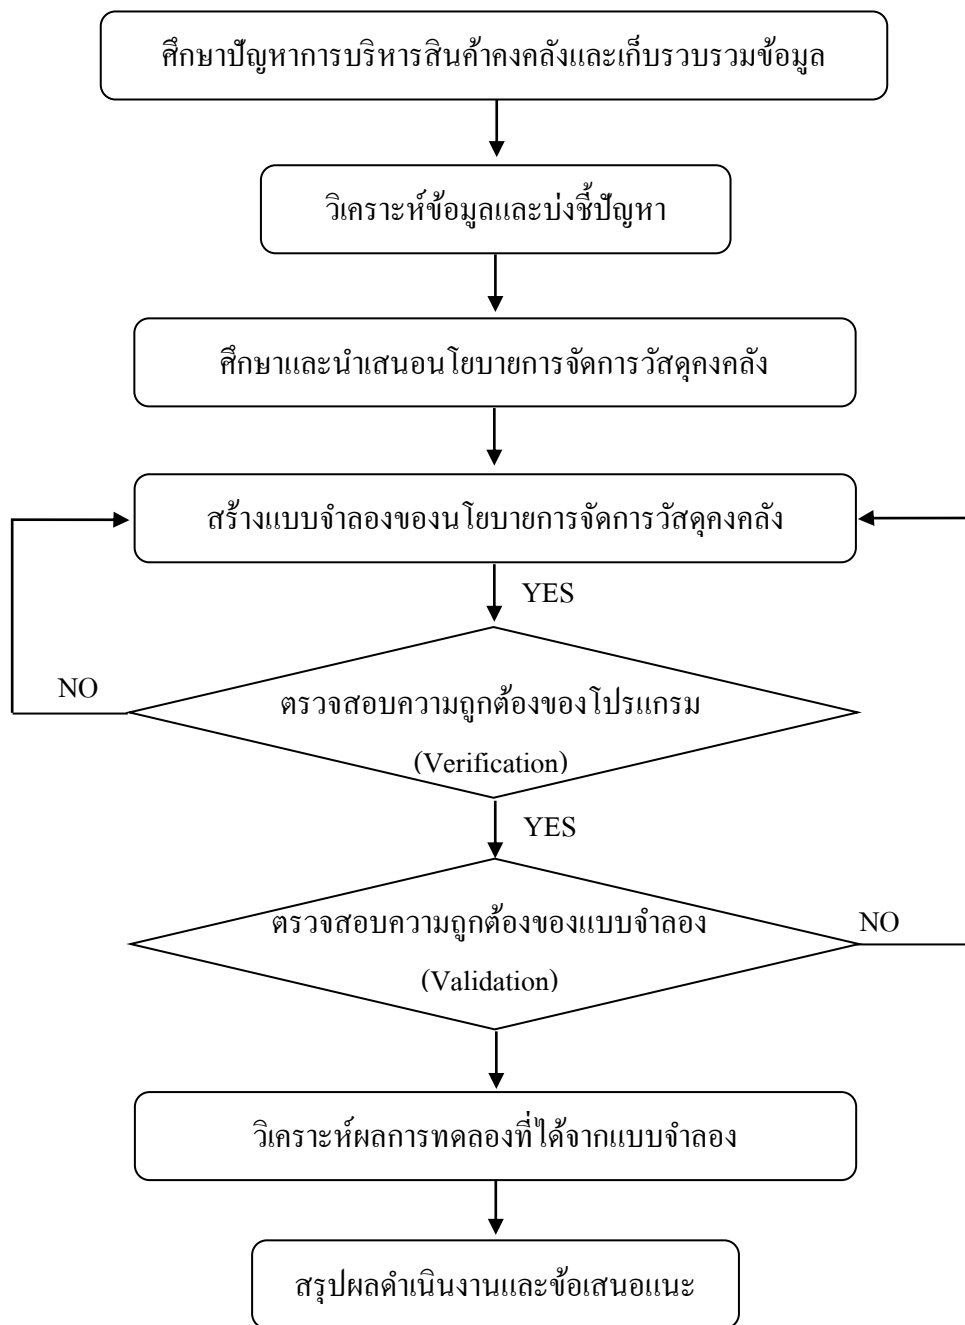 ศึกษาปัญหาการบริหารสินค้าคงคลังและเก็บรวบรวมข้อมูล
วิเคราะห์ข้อมูลและบ่งชี้ปัญหา
ศึกษาและนำเสนอนโยบายการจัดการวัสดุคงคลัง
สร้างแบบจำลองของนโยบายการจัดการวัสดุคงคลัง
YES
NO
ตรวจสอบความถูกต้องของโปรแกรม
(Verification)
YES
ตรวจสอบความถูกต้องของแบบจำลอง
NO
(Validation)
วิเคราะห์ผลการทดลองที่ได้จากแบบจำลอง
สรุปผลดำเนินงานและข้อเสนอแนะ